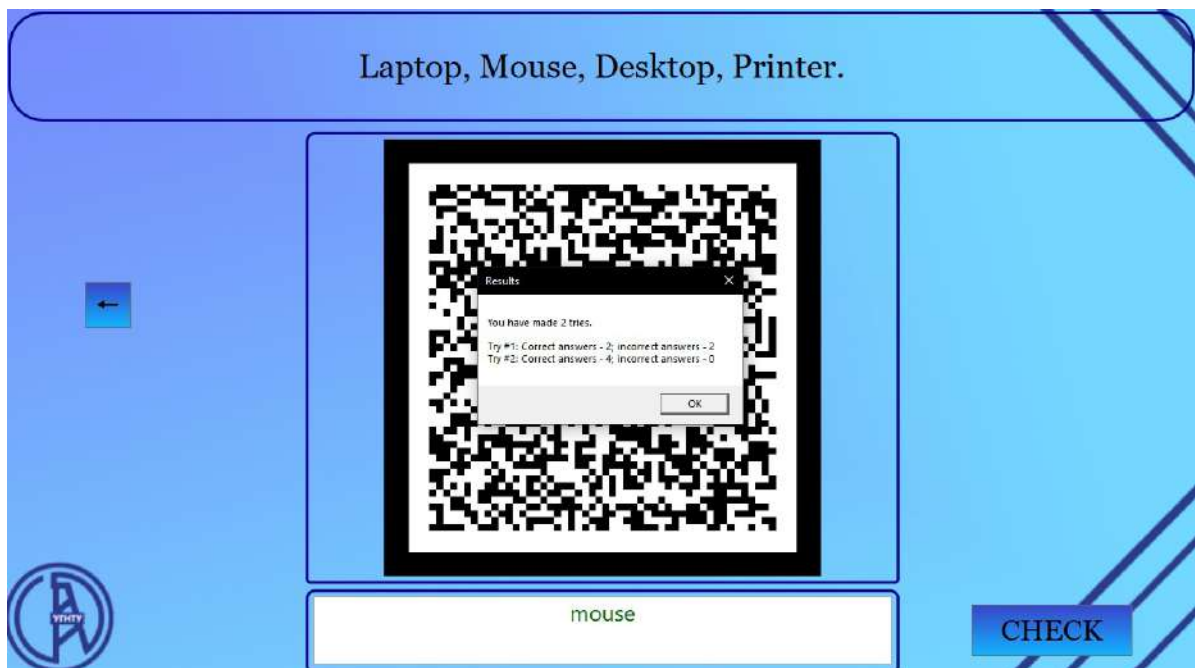 Laptop, Mouse, Desktop, Printer.
←
Results
You have made 2 tries.
Try #1: Correct answers - 2; incorrect answers - 2
Try #2: Correct answers - 4; incorrect answers - 0
OK
mouse
УГНТУ
CHECK